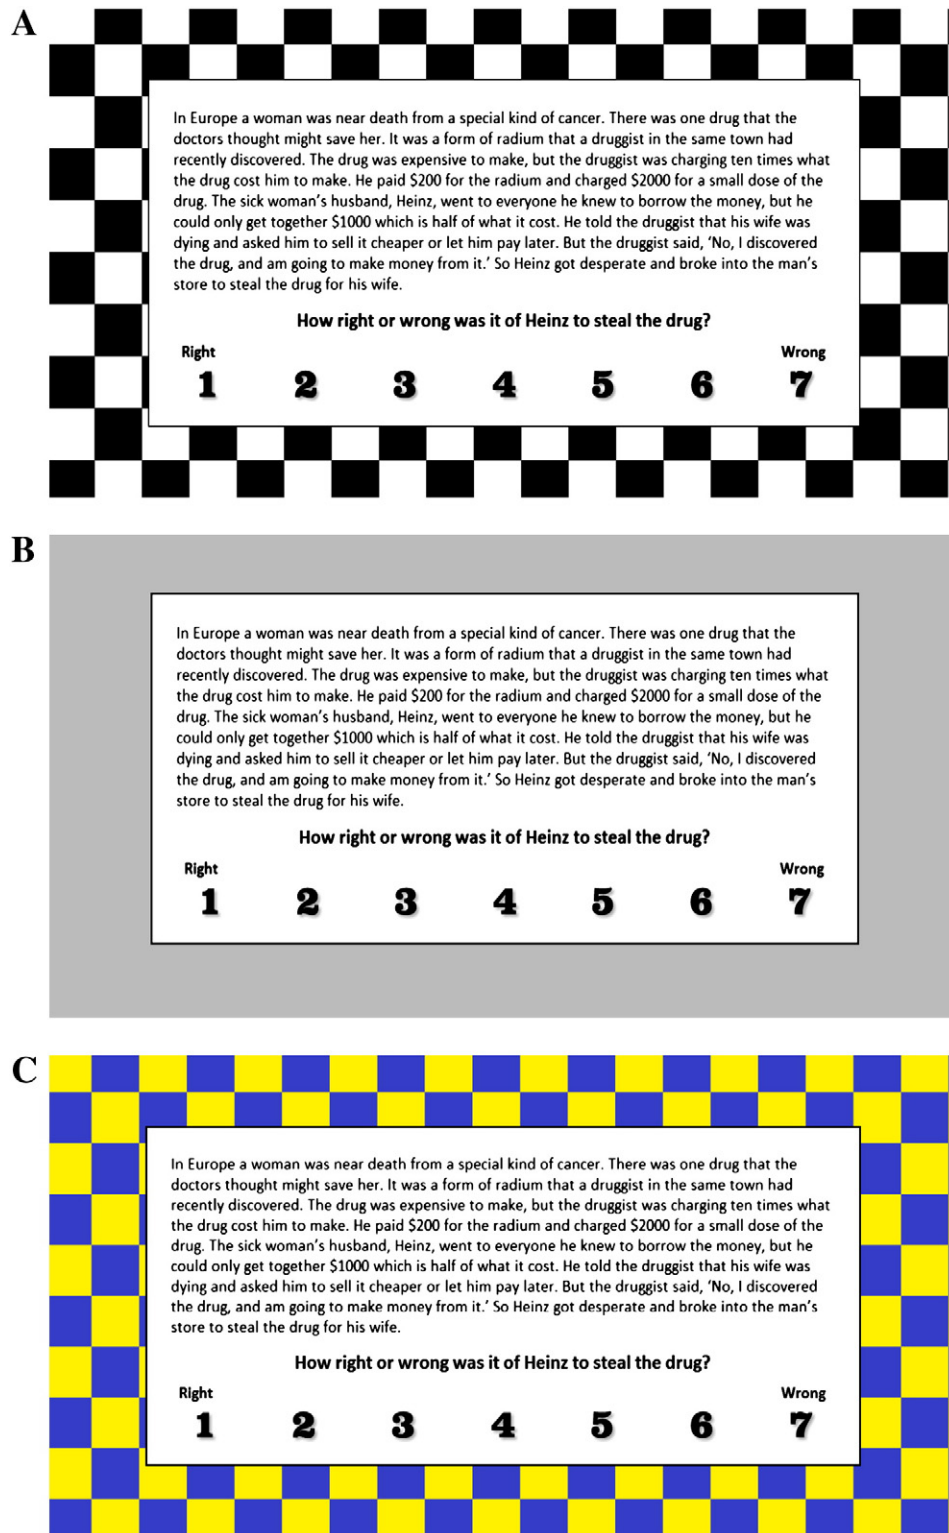 A
In Europe a woman was near death from a special kind of cancer. There was one drug that the
doctors thought might save her. It was a form of radium that a druggist in the same town had
recently discovered. The drug was expensive to make, but the druggist was charging ten times what
the drug cost him to make. He paid $200 for the radium and charged $2000 for a small dose of the
drug. The sick woman's husband, Heinz, went to everyone he knew to borrow the money, but he
could only get together $1000 which is half of what it cost. He told the druggist that his wife was
dying and asked him to sell it cheaper or let him pay later. But the druggist said, 'No, I discovered
the drug, and am going to make money from it.' So Heinz got desperate and broke into the man's
store to steal the drug for his wife.
How right or wrong was it of Heinz to steal the drug?
Right Wrong
1 2 3 4 5 6 7
B
In Europe a woman was near death from a special kind of cancer. There was one drug that the
doctors thought might save her. It was a form of radium that a druggist in the same town had
recently discovered. The drug was expensive to make, but the druggist was charging ten times what
the drug cost him to make. He paid $200 for the radium and charged $2000 for a small dose of the
drug. The sick woman's husband, Heinz, went to everyone he knew to borrow the money, but he
could only get together $1000 which is half of what it cost. He told the druggist that his wife was
dying and asked him to sell it cheaper or let him pay later. But the druggist said, 'No, I discovered
the drug, and am going to make money from it.' So Heinz got desperate and broke into the man's
store to steal the drug for his wife.
How right or wrong was it of Heinz to steal the drug?
Right Wrong
1 2 3 4 5 6 7
C
In Europe a woman was near death from a special kind of cancer. There was one drug that the
doctors thought might save her. It was a form of radium that a druggist in the same town had
recently discovered. The drug was expensive to make, but the druggist was charging ten times what
the drug cost him to make. He paid $200 for the radium and charged $2000 for a small dose of the
drug. The sick woman's husband, Heinz, went to everyone he knew to borrow the money, but he
could only get together $1000 which is half of what it cost. He told the druggist that his wife was
dying and asked him to sell it cheaper or let him pay later. But the druggist said, 'No, I discovered
the drug, and am going to make money from it.' So Heinz got desperate and broke into the man's
store to steal the drug for his wife.
How right or wrong was it of Heinz to steal the drug?
Right Wrong
1 2 3 4 5 6 7